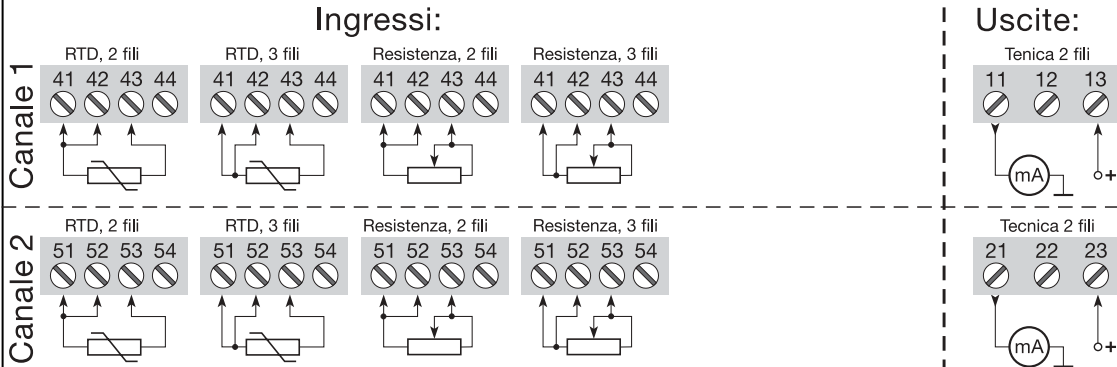 Ingressi:
Uscite:
Canale 1
RTD, 2 fili
41 42 43 44
RTD, 3 fili
41 42 43 44
Resistenza, 2 fili
41 42 43 44
Resistenza, 3 fili
41 42 43 44
Tenica 2 fili
11 12 13
mA
+
Canale 2
RTD, 2 fili
51 52 53 54
RTD, 3 fili
51 52 53 54
Resistenza, 2 fili
51 52 53 54
Resistenza, 3 fili
51 52 53 54
Tecnica 2 fili
21 22 23
mA
+